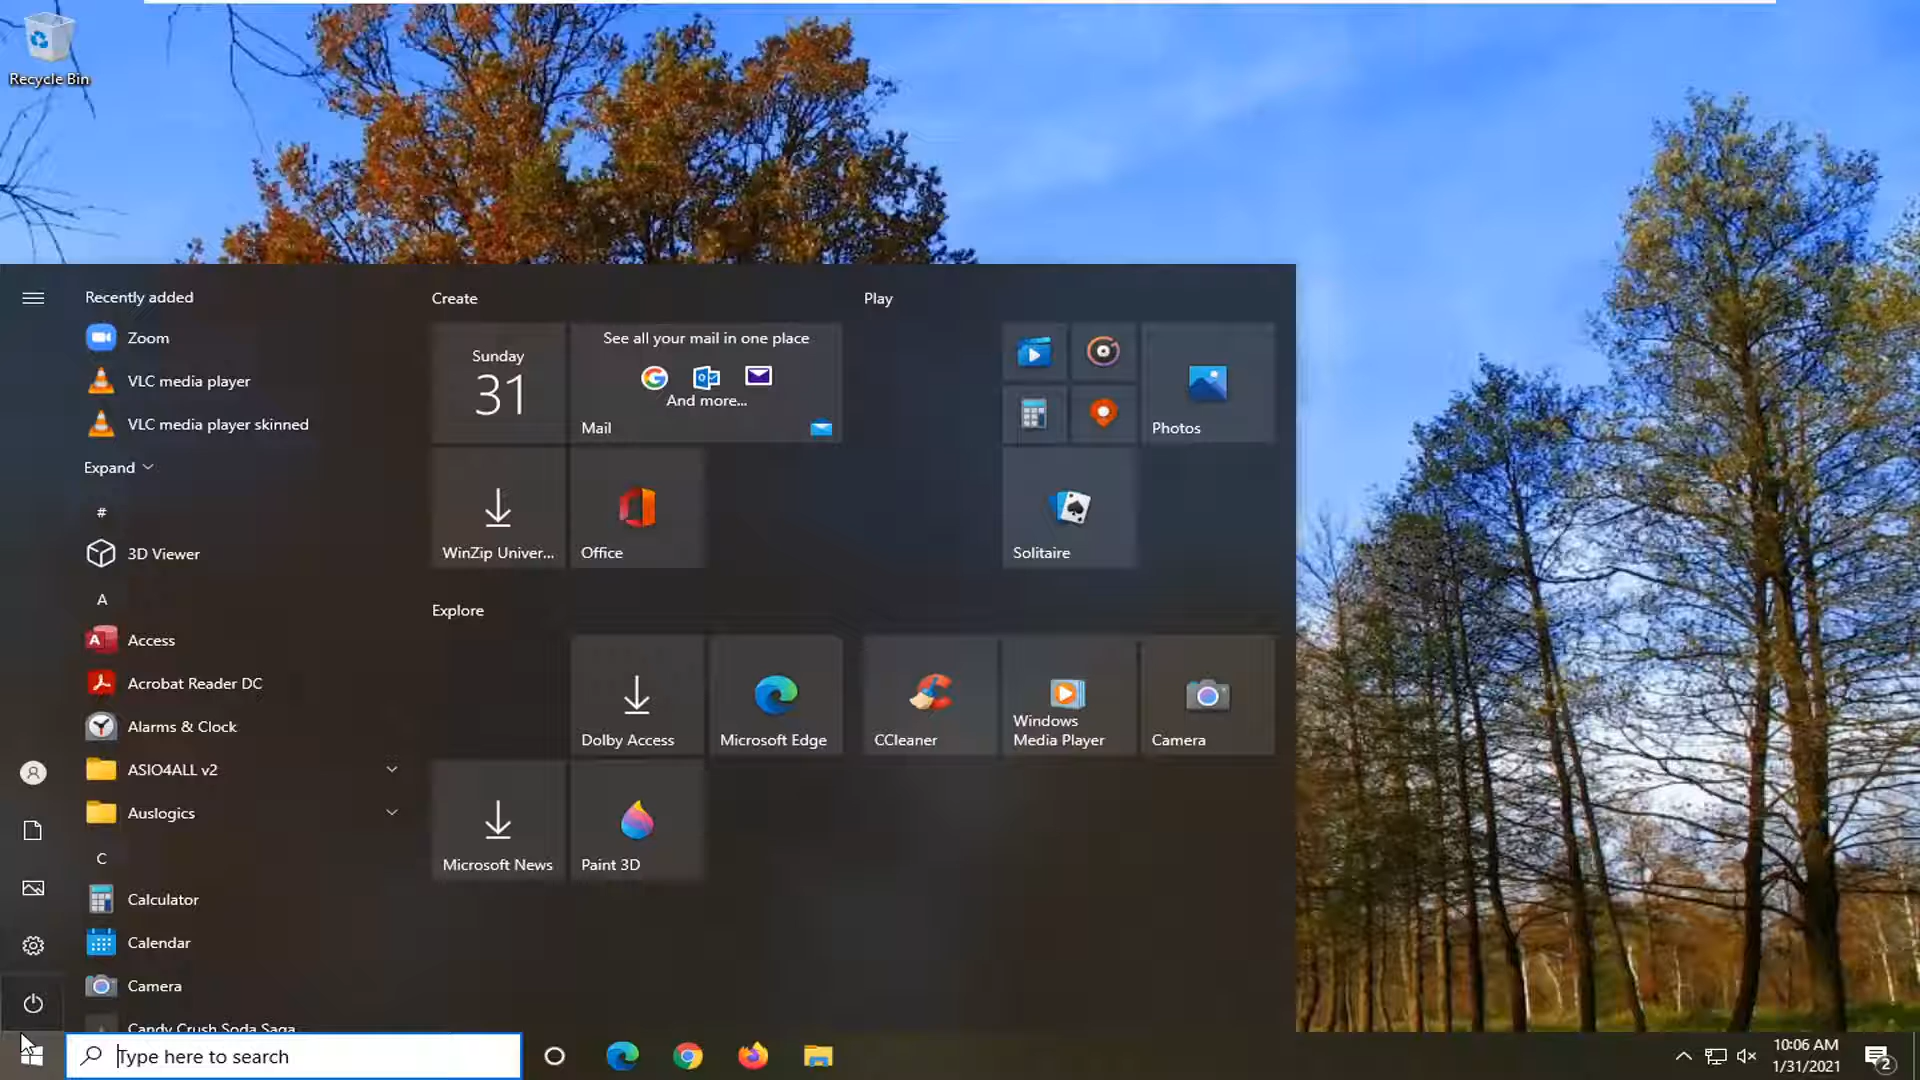 Recycle Bin
Recently added
Zoom
VLC media player
VLC media player skinned
Expand
#
3D Viewer
A
Access
Acrobat Reader DC
Alarms & Clock
ASIO4ALL v2
Auslogics
C
Calculator
Calendar
Camera
Candy Crush Soda Saga
Create
Sunday
31
See all your mail in one place
And more...
Mail
WinZip Univer...
Office
Explore
Dolby Access
Microsoft Edge
Microsoft News
Paint 3D
Play
Photos
Solitaire
CCleaner
Windows
Media Player
Camera
Type here to search
10:06 AM
1/31/2021
2